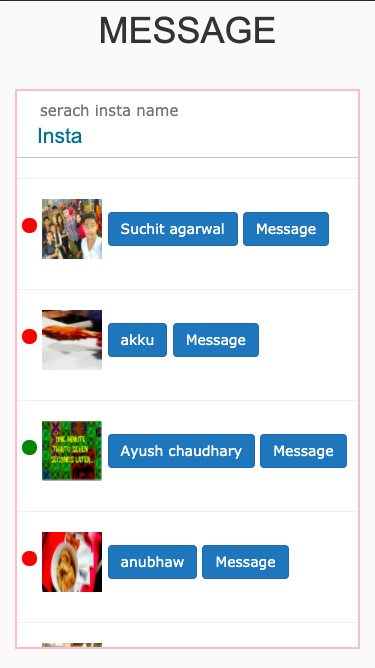 MESSAGE
serach insta name
Insta
Suchit agarwal Message
akku Message
ONE MINUTE
THIRTY SEVEN
SECONDS LATER...
Ayush chaudhary Message
anubhaw Message